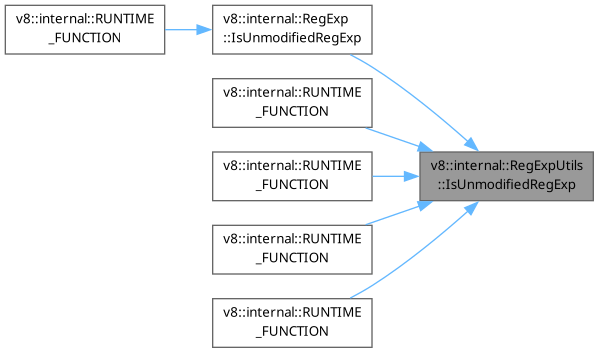 v8::internal::RUNTIME
_FUNCTION
v8::internal::RegExp
::IsUnmodifiedRegExp
v8::internal::RUNTIME
_FUNCTION
v8::internal::RUNTIME
_FUNCTION
v8::internal::RegExpUtils
::IsUnmodifiedRegExp
v8::internal::RUNTIME
_FUNCTION
v8::internal::RUNTIME
_FUNCTION